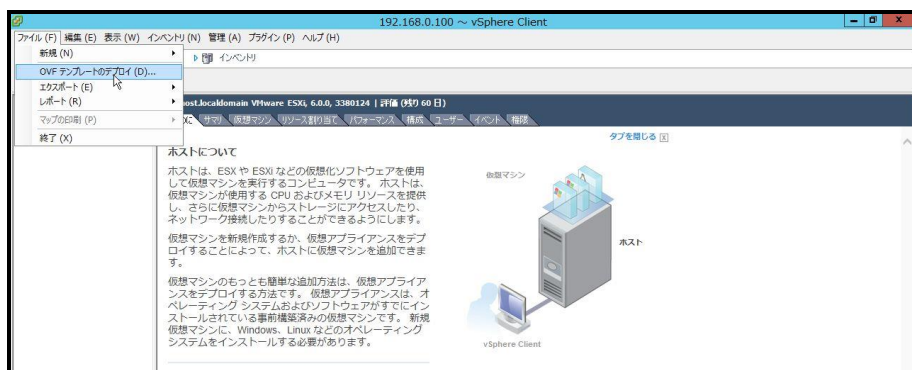 192.168.0.100 ～ vSphere Client
ファイル (F) 編集 (E) 表示 (W) インベントリ (N) 管理 (A) プラグイン (P) ヘルプ (H)
新規 (N)
インベントリ
OVF テンプレートのデプロイ (D)...
エクスポート (E)
レポート (R)
マップの印刷 (P)
終了 (X)
ost.localdomain VMware ESXi, 6.0.0, 3380124 | 評価 (残り 60 日)
サマリ 仮想マシン リソース割り当て パフォーマンス 構成 ユーザー イベント 権限
タブを閉じる
ホストについて
ホストは、ESX や ESXi などの仮想化ソフトウェアを使用
して仮想マシンを実行するコンピュータです。 ホストは、
仮想マシンが使用する CPU およびメモリ リソースを提供
し、さらに仮想マシンからストレージにアクセスしたり、
ネットワーク接続したりすることができるようにします。
仮想マシンを新規作成するか、仮想アプライアンスをデプ
ロイすることによって、ホストに仮想マシンを追加できま
す。
仮想マシンのもっとも簡単な追加方法は、仮想アプライア
ンスをデプロイする方法です。 仮想アプライアンスは、オ
ペレーティング システムおよびソフトウェアがすでにイン
ストールされている事前構築済みの仮想マシンです。 新規
仮想マシンに、Windows、Linux などのオペレーティング
システムをインストールする必要があります。
仮想マシン
ホスト
vSphere Client